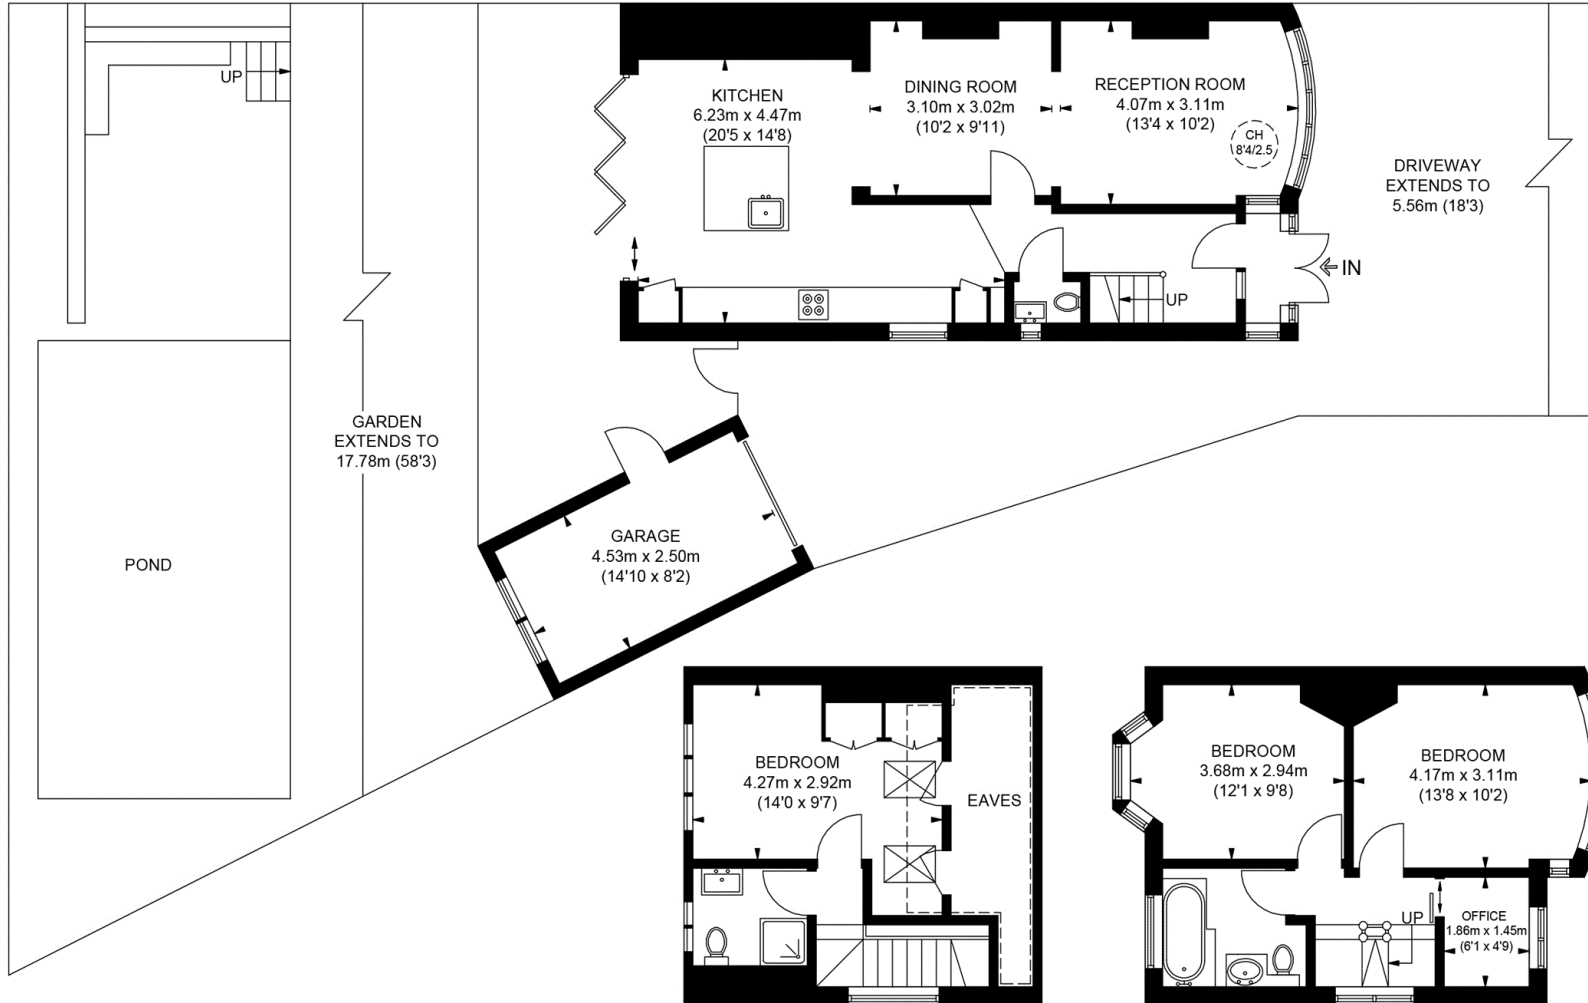 UP
KITCHEN
6.23m x 4.47m
(20'5 x 14'8)
DINING ROOM
3.10m x 3.02m
(10'2 x 9'11)
RECEPTION ROOM
4.07m x 3.11m
(13'4 x 10'2)
CH
8'4/2.5
DRIVEWAY
EXTENDS TO
5.56m (18'3)
IN
UP
GARDEN
EXTENDS TO
17.78m (58'3)
POND
GARAGE
4.53m x 2.50m
(14'10 x 8'2)
BEDROOM
4.27m x 2.92m
(14'0 x 9'7)
EAVES
BEDROOM
3.68m x 2.94m
(12'1 x 9'8)
BEDROOM
4.17m x 3.11m
(13'8 x 10'2)
UP
OFFICE
1.86m x 1.45m
(6'1 x 4'9)